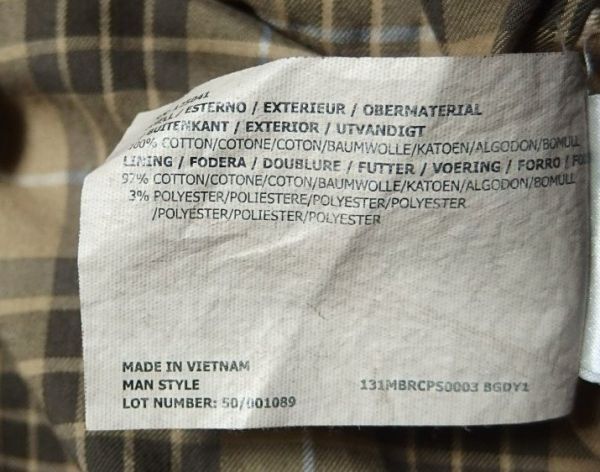 ESTERNO / EXTERIEUR / OBERMATERIAL
BUITENKANT / EXTERIOR / UTVANDIGT
100% COTTON/COTONE/COTON/BAUMWOLLE/KATOEN/ALGODON/BOMULL
LINING / FODERA / DOUBLURE / FUTTER / VOERING / FORRO /
97% COTTON/COTONE/COTON/BAUMWOLLE/KATOEN/ALGODON/BOMULL
3% POLYESTER/POLIESTERE/POLYESTER/POLYESTER
/POLYESTER/POLIESTER/POLYESTER
MADE IN VIETNAM
MAN STYLE 131MBRCPS0003 BGDY1
LOT NUMBER: 50/001089